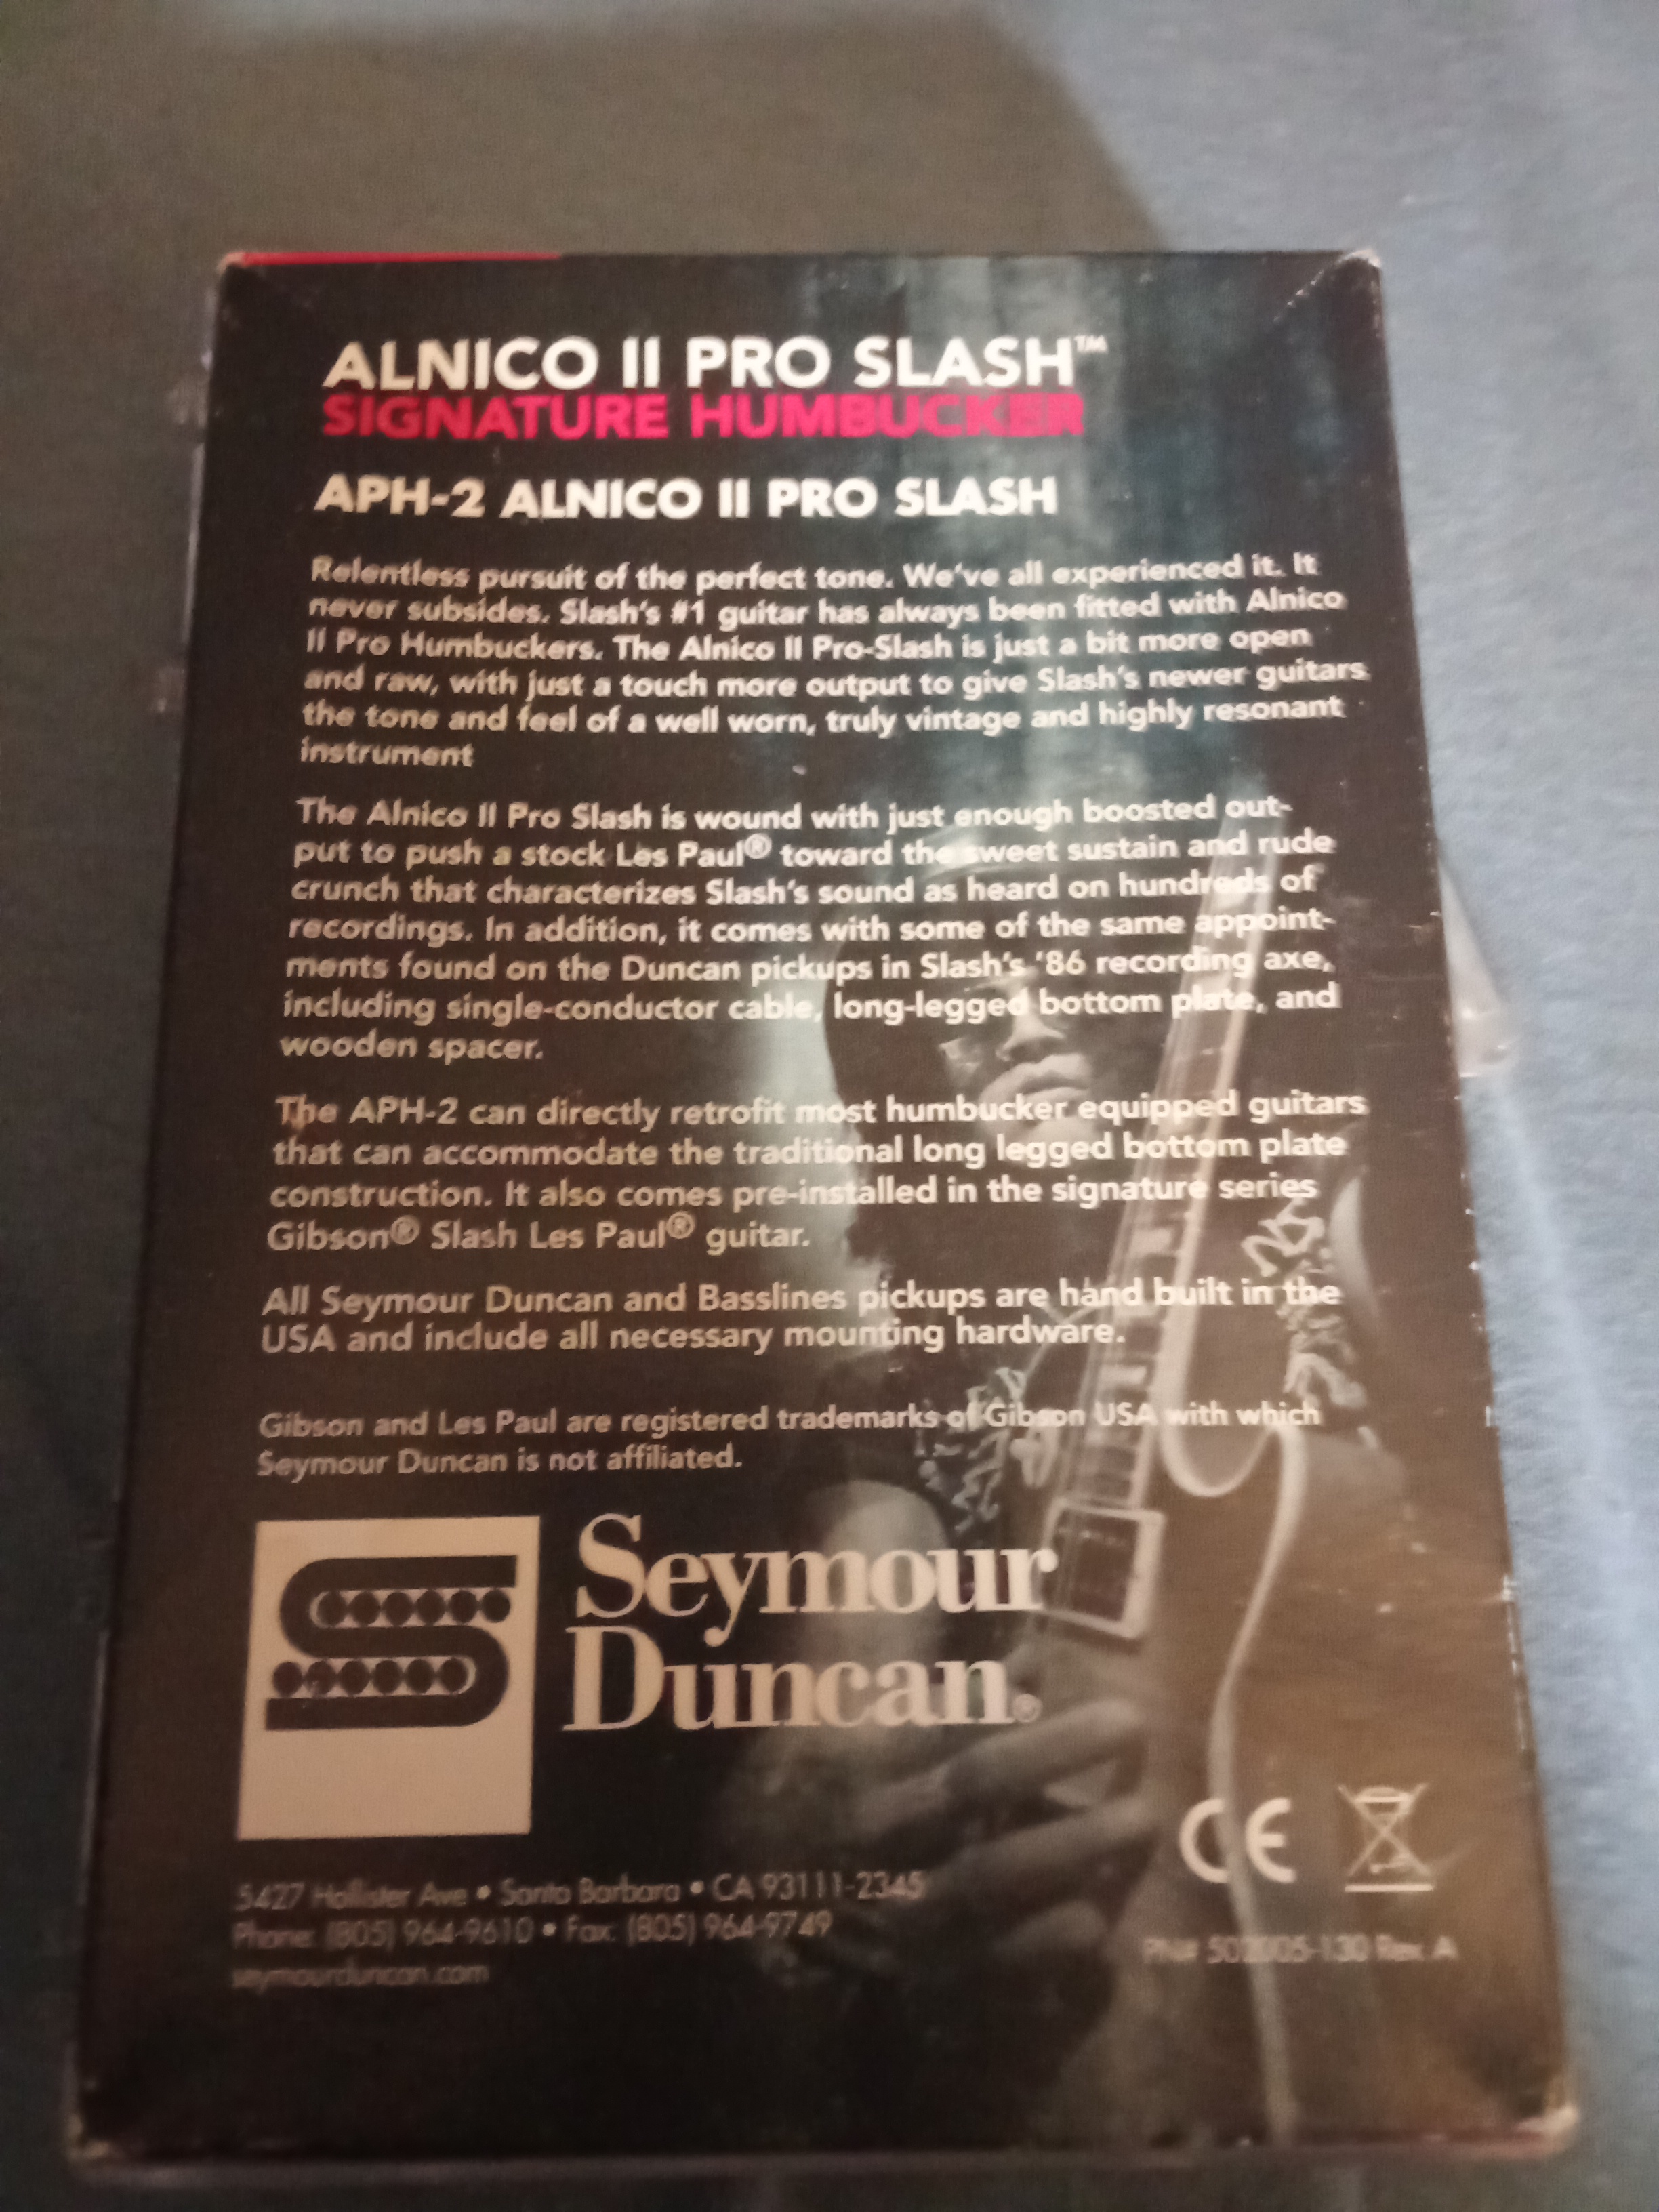 ALNICO II PRO SLASH™
SIGNATURE HUMBUCKER
APH-2 ALNICO II PRO SLASH
Relentless pursuit of the perfect tone. We've all experienced it. It
never subsides. Slash's #1 guitar has always been fitted with Alnico
II Pro Humbuckers. The Alnico II Pro-Slash is just a bit more open
and raw, with just a touch more output to give Slash's newer guitars
the tone and feel of a well worn, truly vintage and highly resonant
instrument
The Alnico II Pro Slash is wound with just enough boosted out-
put to push a stock Les Paul® toward the sweet sustain and rude
crunch that characterizes Slash's sound as heard on hundreds of
recordings. In addition, it comes with some of the same appoint-
ments found on the Duncan pickups in Slash's '86 recording axe,
including single-conductor cable, long-legged bottom plate, and
wooden spacer.
The APH-2 can directly retrofit most humbucker equipped guitars
that can accommodate the traditional long legged bottom plate
construction. It also comes pre-installed in the signature series
Gibson® Slash Les Paul® guitar.
All Seymour Duncan and Basslines pickups are hand built in the
USA and include all necessary mounting hardware.
Gibson and Les Paul are registered trademarks of Gibson USA with which
Seymour Duncan is not affiliated.
Seymour
Duncan®
CE
5427 Hollister Ave • Santa Barbara • CA 93111-2345
Phone: (805) 964-9610 • Fax: (805) 964-9749
seymourduncan.com
PN# Rev. A